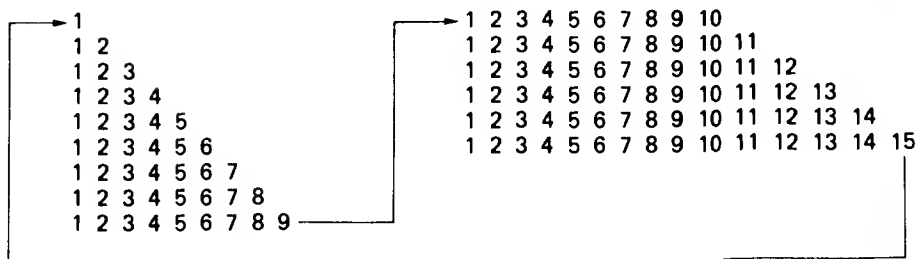 1
1 2
1 2 3
1 2 3 4
1 2 3 4 5
1 2 3 4 5 6
1 2 3 4 5 6 7
1 2 3 4 5 6 7 8
1 2 3 4 5 6 7 8 9
1 2 3 4 5 6 7 8 9 10
1 2 3 4 5 6 7 8 9 10 11
1 2 3 4 5 6 7 8 9 10 11 12
1 2 3 4 5 6 7 8 9 10 11 12 13
1 2 3 4 5 6 7 8 9 10 11 12 13 14
1 2 3 4 5 6 7 8 9 10 11 12 13 14 15